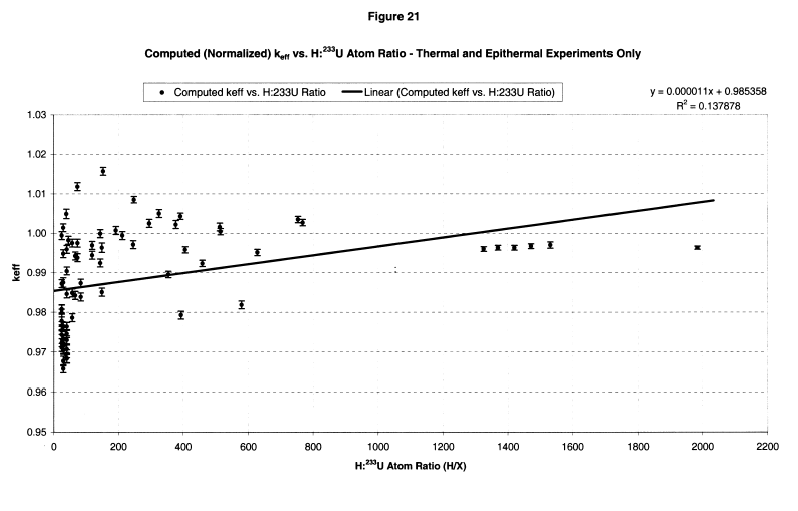 Figure 21
Computed (Normalized) keff vs. H:233U Atom Ratio - Thermal and Epithermal Experiments Only
Computed keff vs. H:233U Ratio
Linear (Computed keff vs. H:233U Ratio)
y = 0.000011x + 0.985358
R2 = 0.137878
1.03
1.02
1.01
1.00
0.99
0.98
0.97
0.96
0.95
keff
0 200 400 600 800 1000 1200 1400 1600 1800 2000 2200
H:233U Atom Ratio (H/X)